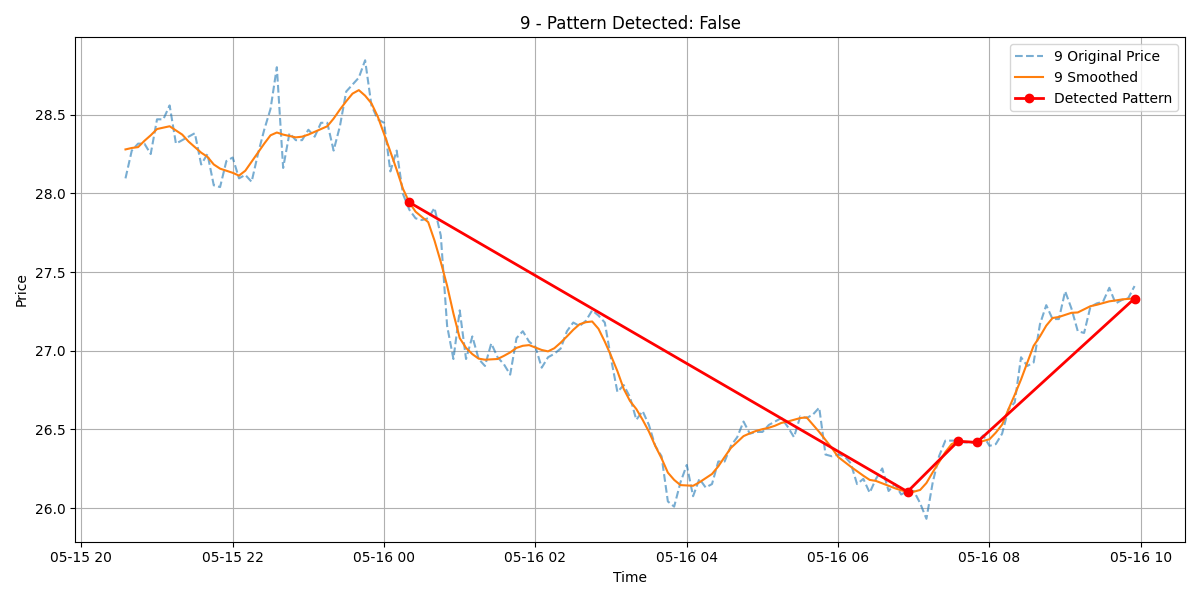 9 - Pattern Detected: False
9 Original Price
9 Smoothed
Detected Pattern
28.5
28.0
27.5
27.0
26.5
26.0
Price
05-15 20 05-15 22 05-16 00 05-16 02 05-16 04 05-16 06 05-16 08 05-16 10
Time